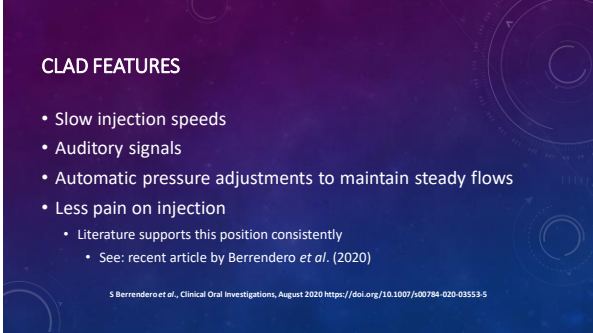 CLAD FEATURES
• Slow injection speeds
• Auditory signals
• Automatic pressure adjustments to maintain steady flows
• Less pain on injection
• Literature supports this position consistently
• See: recent article by Berrendero et al. (2020)
S Berrendero et al., Clinical Oral Investigations, August 2020 https://doi.org/10.1007/s00784-020-03553-5